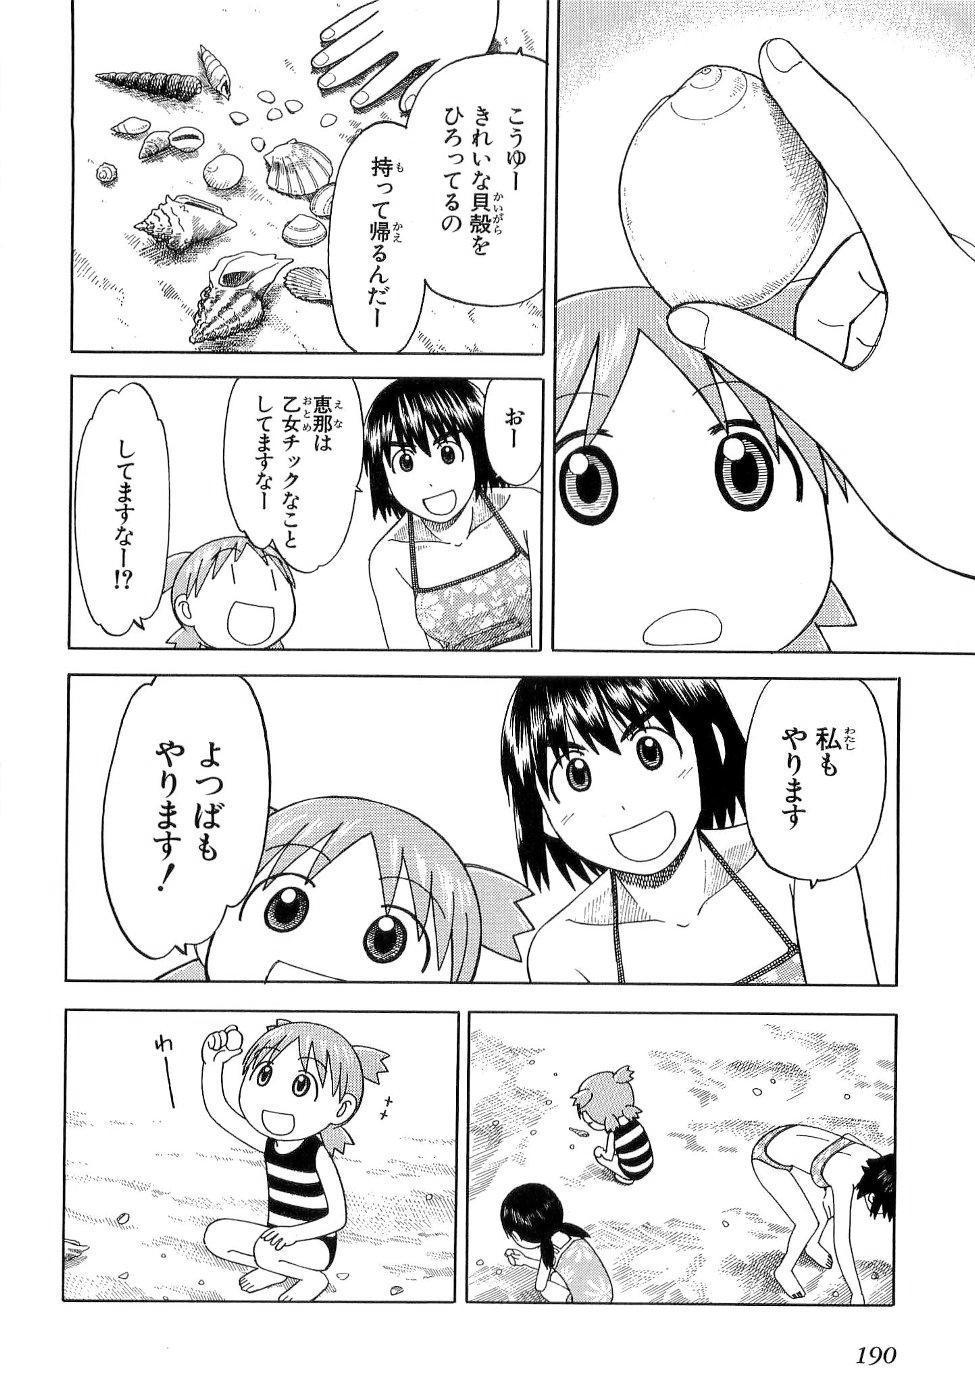 こうゆー
きれいな貝殻を
ひろってるの
持って帰るんだー
おー
恵那は
乙女チックなこと
してますなー
してますなー!?
私も
やります
よつばも
やります!
わー
190